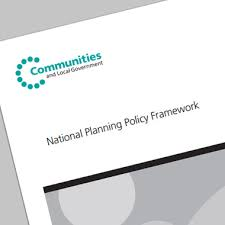 Communities
and Local Government
National Planning Policy Framework